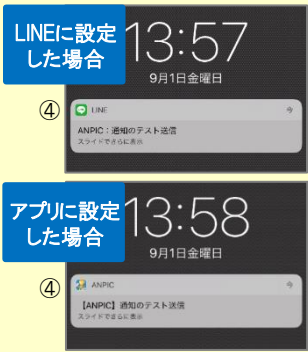 LINEに設定
した場合
13:57
9月1日金曜日
④
LINE
今
ANPIC：通知のテスト送信
スライドでさらに表示
アプリに設定
した場合
13:58
9月1日金曜日
④
ANPIC
今
【ANPIC】通知のテスト送信
スライドでさらに表示